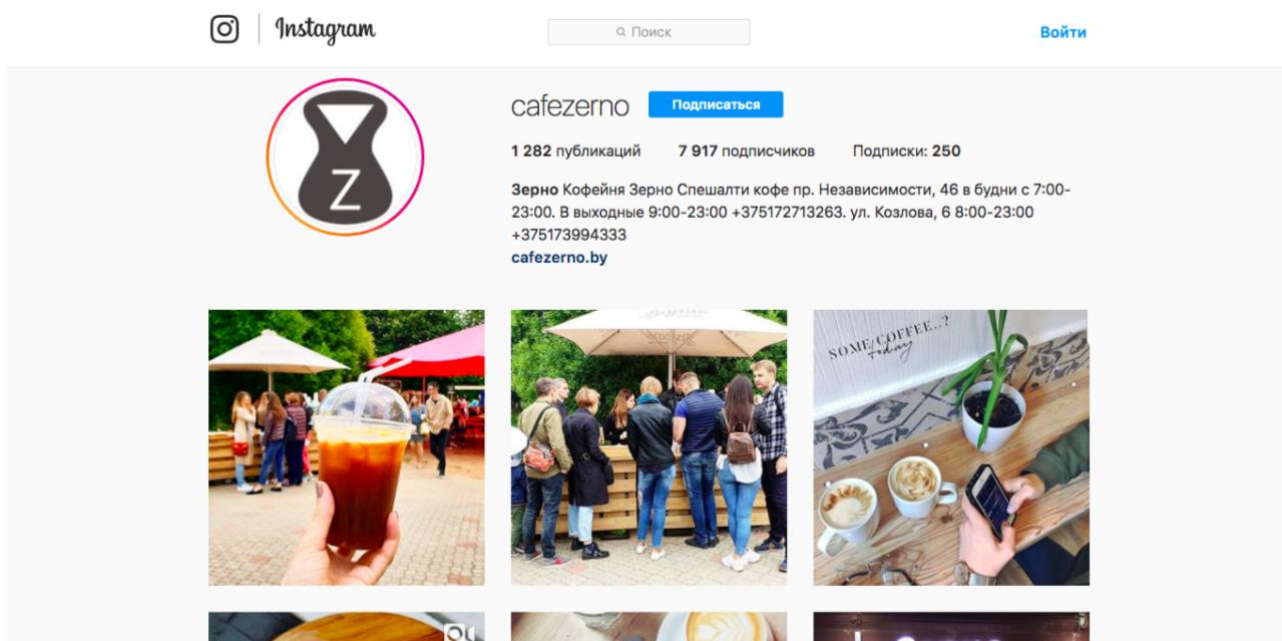 Instagram
Поиск
Войти
Z
cafezerno
Подписаться
1 282 публикаций 7 917 подписчиков Подписки: 250
Зерно Кофейня Зерно Спешалти кофе пр. Независимости, 46 в будни с 7:00-
23:00. В выходные 9:00-23:00 +375172713263. ул. Козлова, 6 8:00-23:00
+375173994333
cafezerno.by
SOME COFFEE..?
today